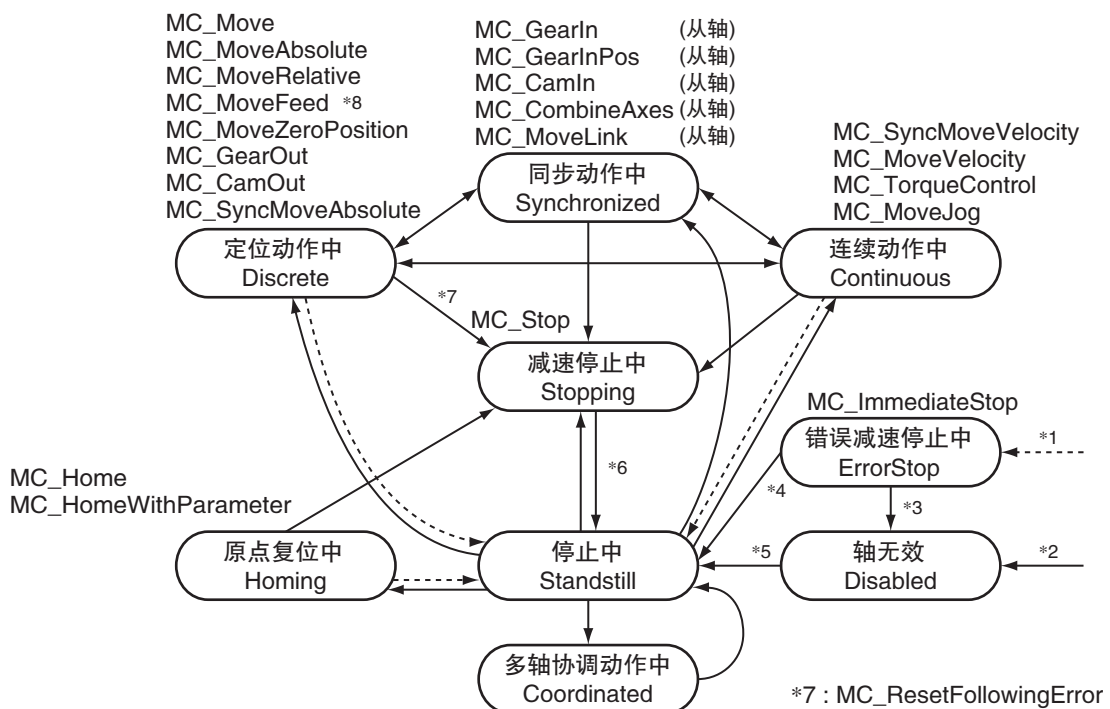 MC_Move
MC_MoveAbsolute
MC_MoveRelative
MC_MoveFeed *8
MC_MoveZeroPosition
MC_GearOut
MC_CamOut
MC_SyncMoveAbsolute
MC_GearIn (从轴)
MC_GearInPos (从轴)
MC_CamIn (从轴)
MC_CombineAxes (从轴)
MC_MoveLink (从轴)
MC_SyncMoveVelocity
MC_MoveVelocity
MC_TorqueControl
MC_MoveJog
同步动作中
Synchronized
定位动作中
Discrete
连续动作中
Continuous
*7
MC_Stop
减速停止中
Stopping
MC_ImmediateStop
错误减速停止中
ErrorStop
*1
*6
*4
*3
MC_Home
MC_HomeWithParameter
原点复位中
Homing
停止中
Standstill
*5
轴无效
Disabled
*2
多轴协调动作中
Coordinated
*7 : MC_ResetFollowingError